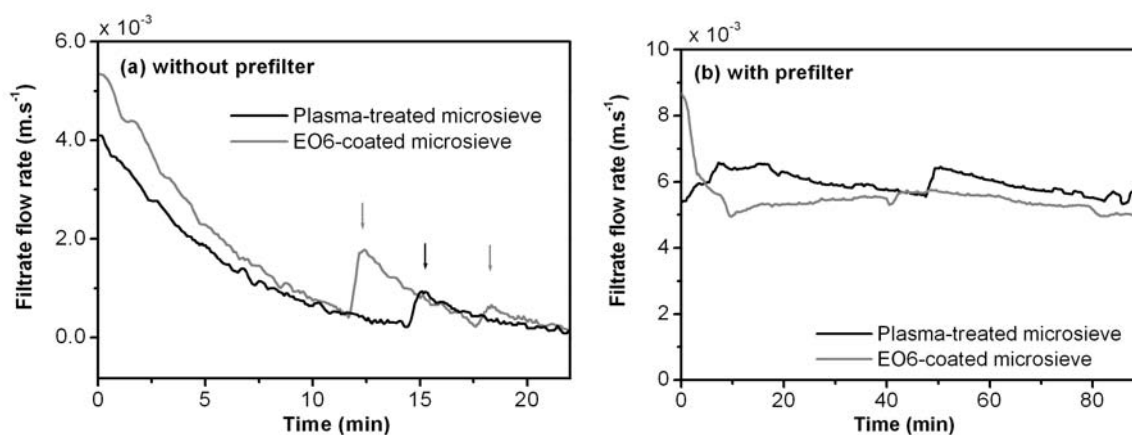 x 10⁻³
6.0
4.0
2.0
0.0
Filtrate flow rate (m.s⁻¹)
(a) without prefilter
Plasma-treated microsieve
EO6-coated microsieve
0 5 10 15 20
Time (min)
x 10⁻³
10
8
6
4
2
0
Filtrate flow rate (m.s⁻¹)
(b) with prefilter
Plasma-treated microsieve
EO6-coated microsieve
0 20 40 60 80
Time (min)